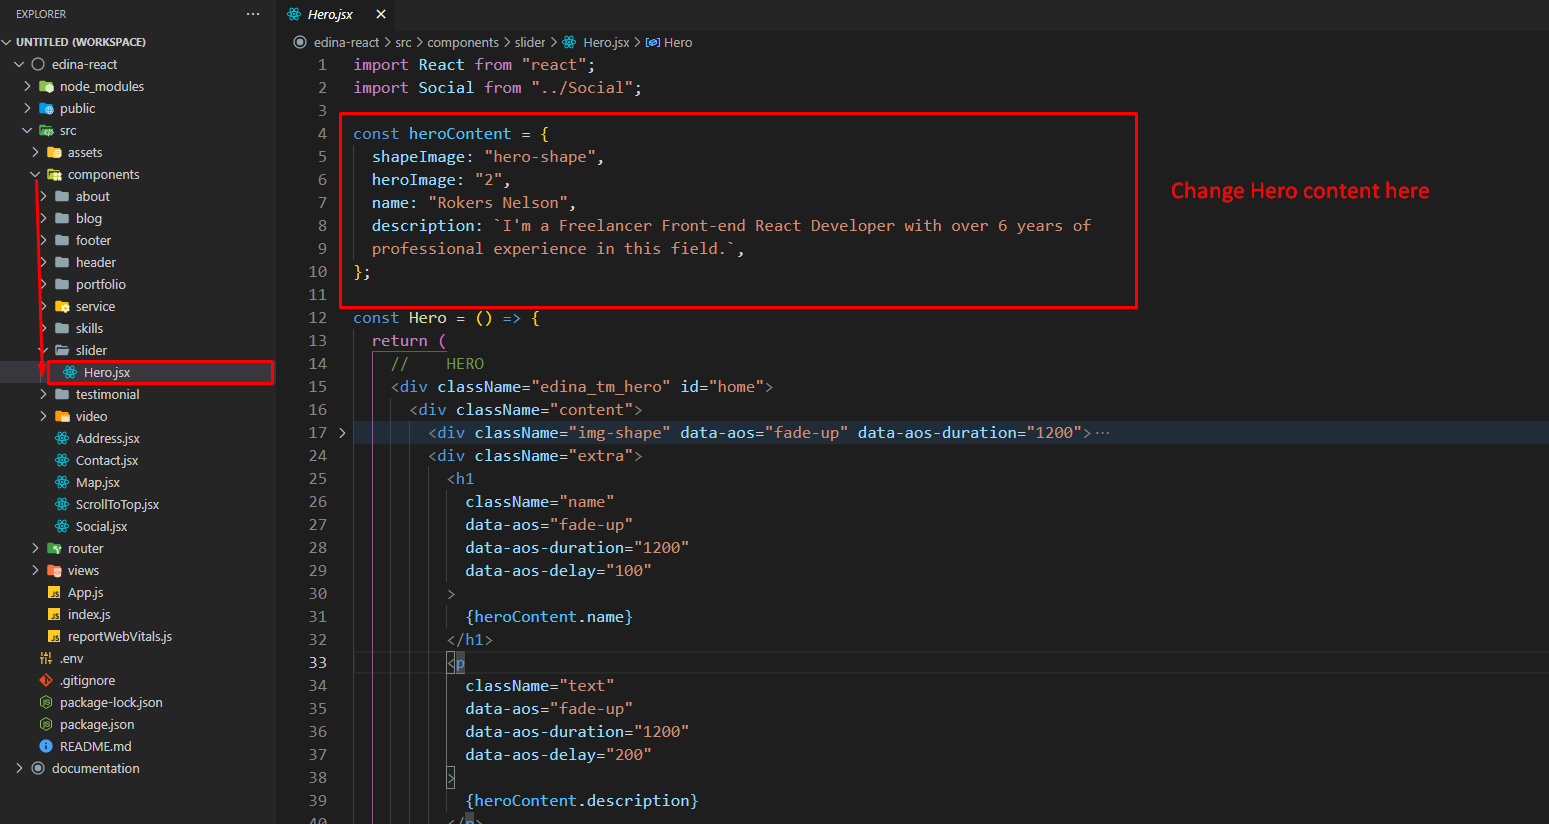 EXPLORER
UNTITLED (WORKSPACE)
edina-react
node_modules
public
src
assets
components
about
blog
footer
header
portfolio
service
skills
slider
Hero.jsx
testimonial
video
Address.jsx
Contact.jsx
Map.jsx
ScrollToTop.jsx
Social.jsx
router
views
App.js
index.js
reportWebVitals.js
.env
.gitignore
package-lock.json
package.json
README.md
documentation
Hero.jsx
edina-react > src > components > slider > Hero.jsx > Hero
1 import React from "react";
2 import Social from "../Social";
3
4 const heroContent = {
5 shapeImage: "hero-shape",
6 heroImage: "2",
7 name: "Rokers Nelson",
8 description: `I'm a Freelancer Front-end React Developer with over 6 years of
9 professional experience in this field.`,
10 };
11
Change Hero content here
12 const Hero = () => {
13 return (
14 // HERO
15 <div className="edina_tm_hero" id="home">
16 <div className="content">
17 <div className="img-shape" data-aos="fade-up" data-aos-duration="1200">···
24 <div className="extra">
25 <h1
26 className="name"
27 data-aos="fade-up"
28 data-aos-duration="1200"
29 data-aos-delay="100"
30 >
31 {heroContent.name}
32 </h1>
33 <p
34 className="text"
35 data-aos="fade-up"
36 data-aos-duration="1200"
37 data-aos-delay="200"
38 >
39 {heroContent.description}
40 </p>